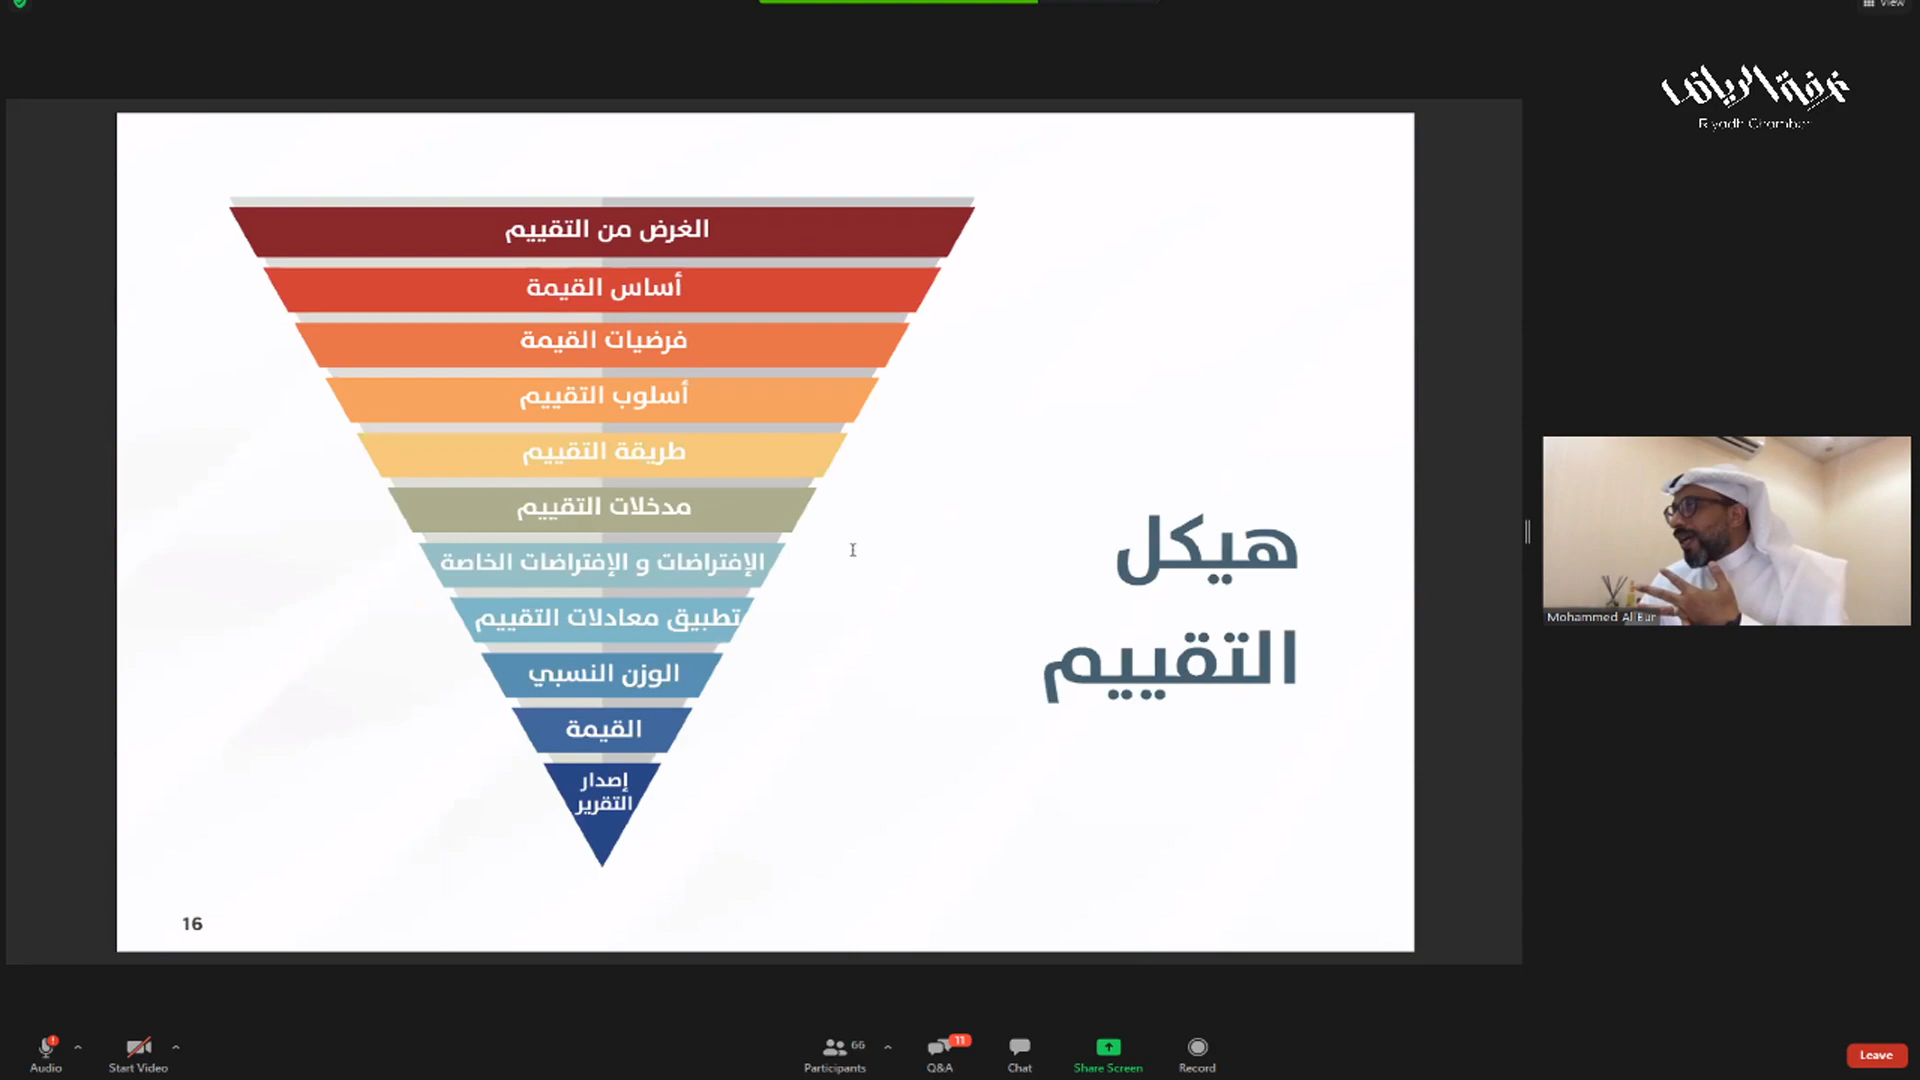 View
غرفة الرياض
Riyadh Chamber
الغرض من التقييم
أساس القيمة
فرضيات القيمة
أسلوب التقييم
طريقة التقييم
مدخلات التقييم
الإفتراضات و الإفتراضات الخاصة
تطبيق معادلات التقييم
الوزن النسبي
القيمة
إصدار
التقرير
هيكل
التقييم
16
Mohammed Al Bur
Audio
Start Video
66
Participants
11
Q&A
Chat
Share Screen
Record
Leave